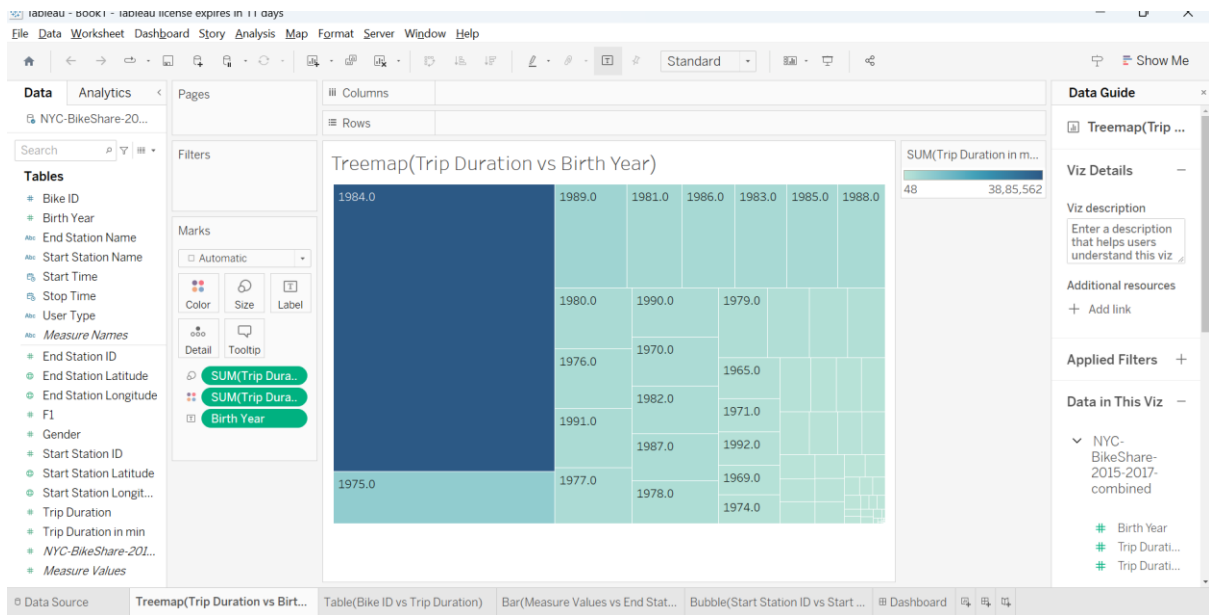 Tableau - Book1 - Tableau license expires in 11 days
File Data Worksheet Dashboard Story Analysis Map Format Server Window Help
Standard
Show Me
Data Analytics
NYC-BikeShare-20...
Search
Tables
Bike ID
Birth Year
Abc End Station Name
Abc Start Station Name
Start Time
Stop Time
Abc User Type
Abc Measure Names
End Station ID
End Station Latitude
End Station Longitude
F1
Gender
Start Station ID
Start Station Latitude
Start Station Longit...
Trip Duration
Trip Duration in min
NYC-BikeShare-201...
Measure Values
Pages
Filters
Marks
Automatic
Color Size Label
Detail Tooltip
SUM(Trip Dura..
SUM(Trip Dura..
Birth Year
Columns
Rows
Treemap(Trip Duration vs Birth Year)
1984.0 1989.0 1981.0 1986.0 1983.0 1985.0 1988.0
1980.0 1990.0 1979.0
1976.0 1970.0 1965.0
1991.0 1982.0 1971.0
1977.0 1987.0 1992.0
1975.0 1978.0 1969.0
1974.0
SUM(Trip Duration in m...
48 38,85,562
Data Guide
Treemap(Trip ...
Viz Details
Viz description
Enter a description
that helps users
understand this viz
Additional resources
Add link
Applied Filters
Data in This Viz
NYC-
BikeShare-
2015-2017-
combined
Birth Year
Trip Durati...
Trip Durati...
Data Source
Treemap(Trip Duration vs Birt...
Table(Bike ID vs Trip Duration)
Bar(Measure Values vs End Stat...
Bubble(Start Station ID vs Start ...
Dashboard